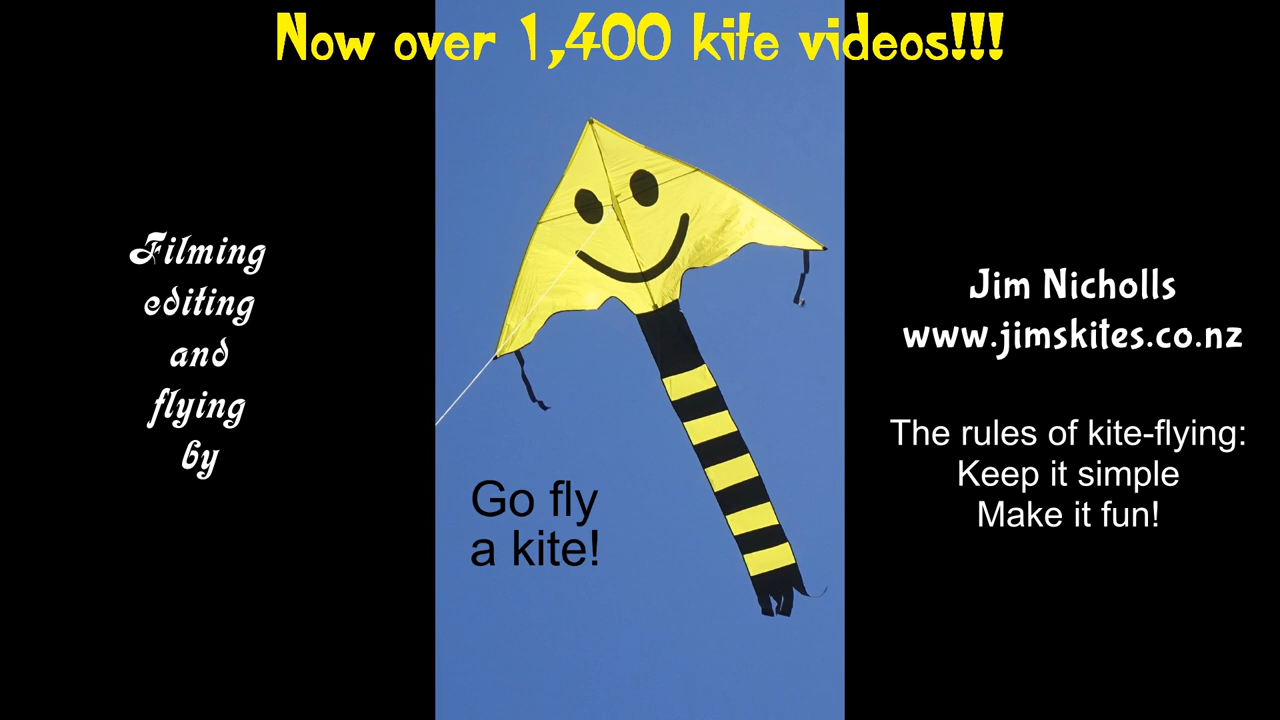 Now over 1,400 kite videos!!!
Filming
editing
and
flying
by
Go fly
a kite!
Jim Nicholls
www.jimskites.co.nz
The rules of kite-flying:
Keep it simple
Make it fun!